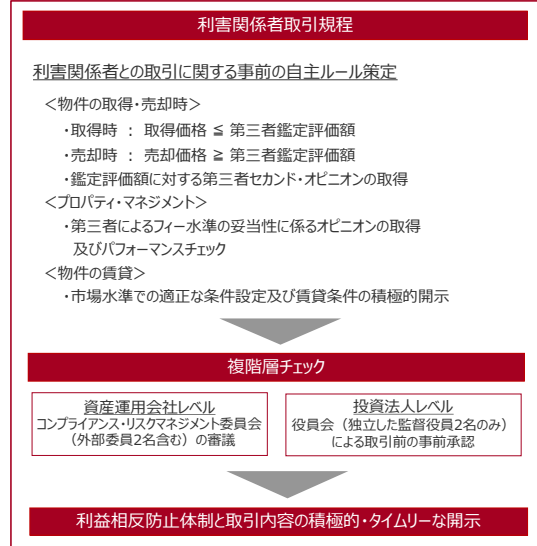 利害関係者取引規程
利害関係者との取引に関する事前の自主ルール策定
＜物件の取得・売却時＞
・取得時 ： 取得価格 ≦ 第三者鑑定評価額
・売却時 ： 売却価格 ≧ 第三者鑑定評価額
・鑑定評価額に対する第三者セカンド・オピニオンの取得
＜プロパティ・マネジメント＞
・第三者によるフィー水準の妥当性に係るオピニオンの取得
及びパフォーマンスチェック
＜物件の賃貸＞
・市場水準での適正な条件設定及び賃貸条件の積極的開示
複階層チェック
資産運用会社レベル
コンプライアンス・リスクマネジメント委員会
（外部委員2名含む）の審議
投資法人レベル
役員会（独立した監督役員2名のみ）
による取引前の事前承認
利益相反防止体制と取引内容の積極的・タイムリーな開示